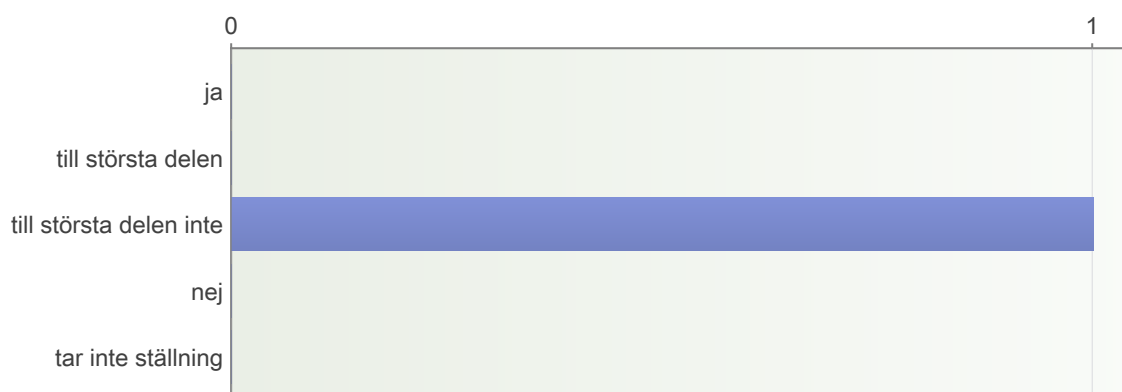 0 1
ja
till största delen
till största delen inte
nej
tar inte ställning